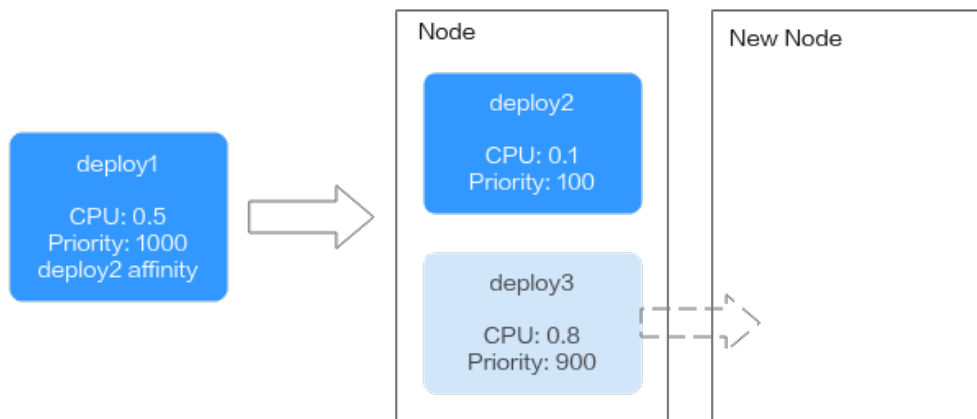 deploy1
CPU: 0.5
Priority: 1000
deploy2 affinity
Node
deploy2
CPU: 0.1
Priority: 100
deploy3
CPU: 0.8
Priority: 900
New Node